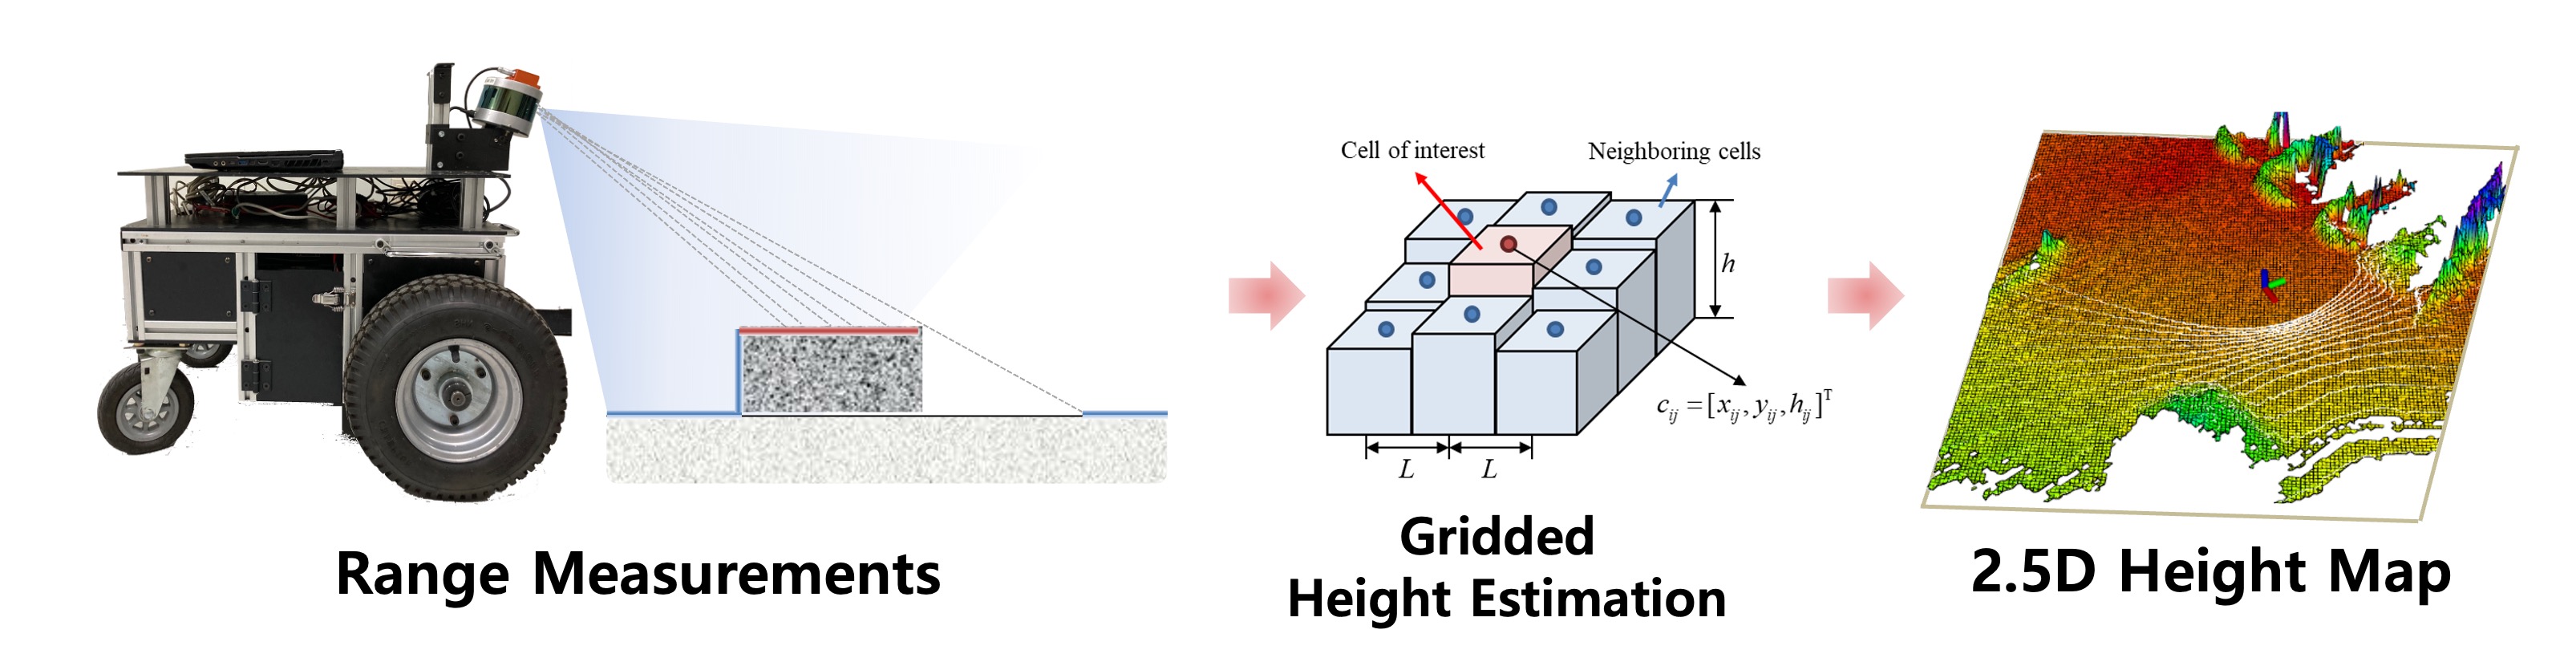 Cell of interest
Neighboring cells
h
c_{ij} = [x_{ij}, y_{ij}, h_{ij}]^T
L
L
Range Measurements
Gridded
Height Estimation
2.5D Height Map